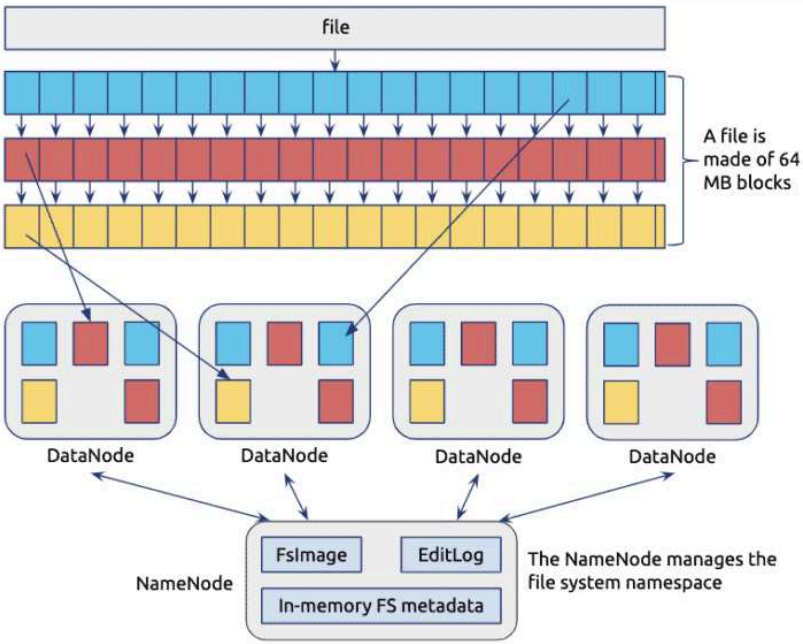 file
A file is
made of 64
MB blocks
DataNode
DataNode
DataNode
DataNode
FsImage
EditLog
In-memory FS metadata
NameNode
The NameNode manages the
file system namespace